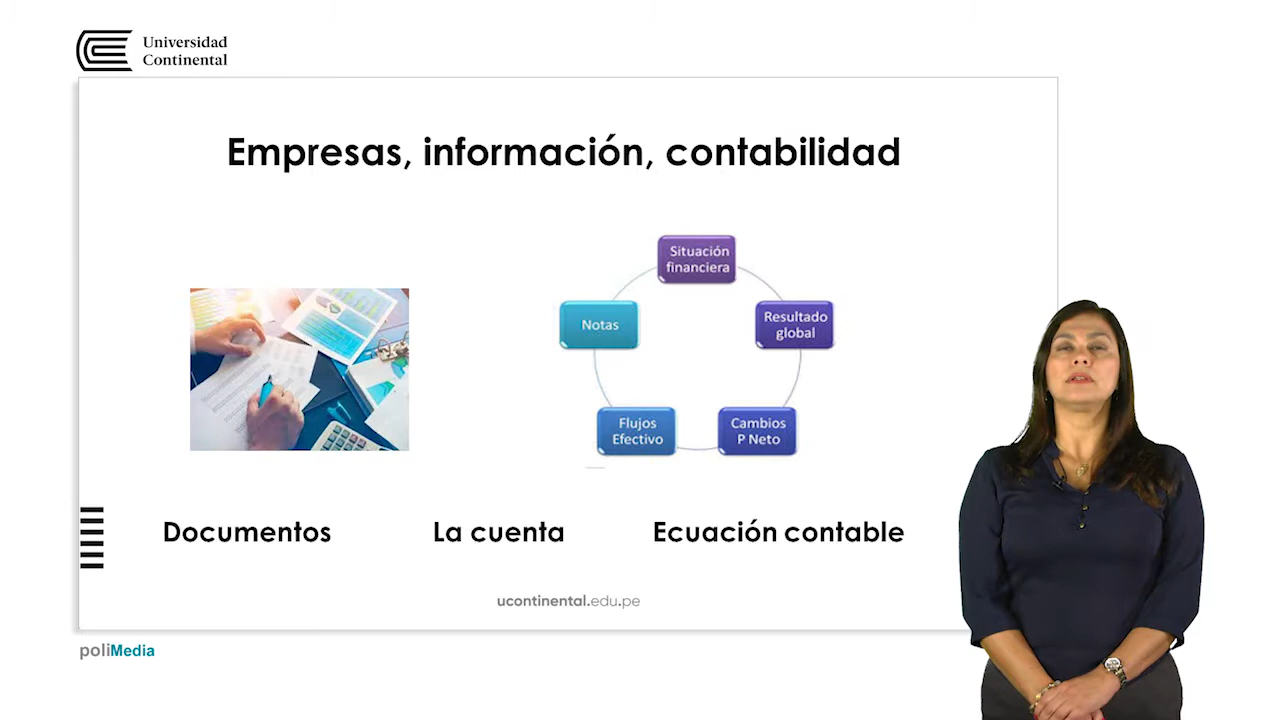 Universidad
Continental
Empresas, información, contabilidad
Situación
financiera
Notas
Resultado
global
Flujos
Efectivo
Cambios
P Neto
Documentos
La cuenta
Ecuación contable
ucontinental.edu.pe
poliMedia